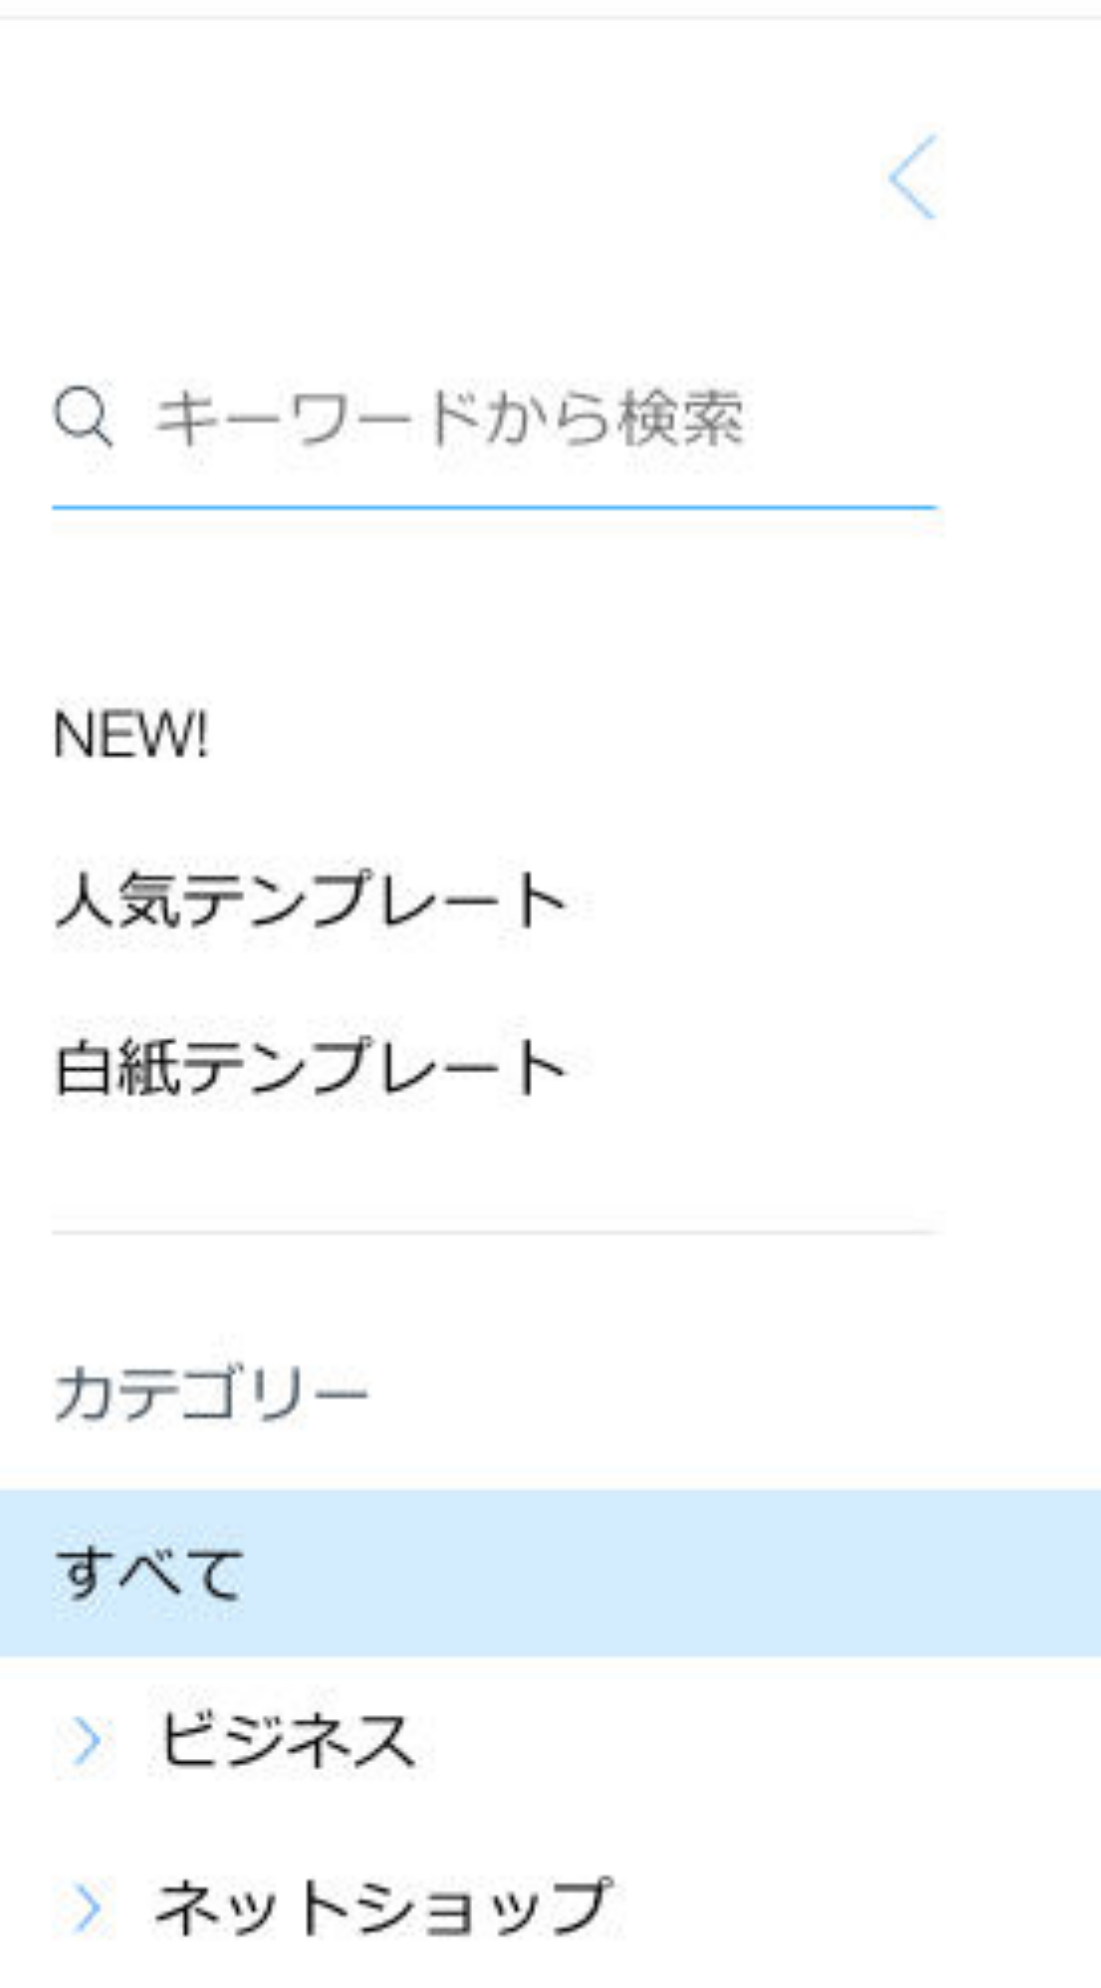 キーワードから検索
NEW!
人気テンプレート
白紙テンプレート
カテゴリー
すべて
ビジネス
ネットショップ